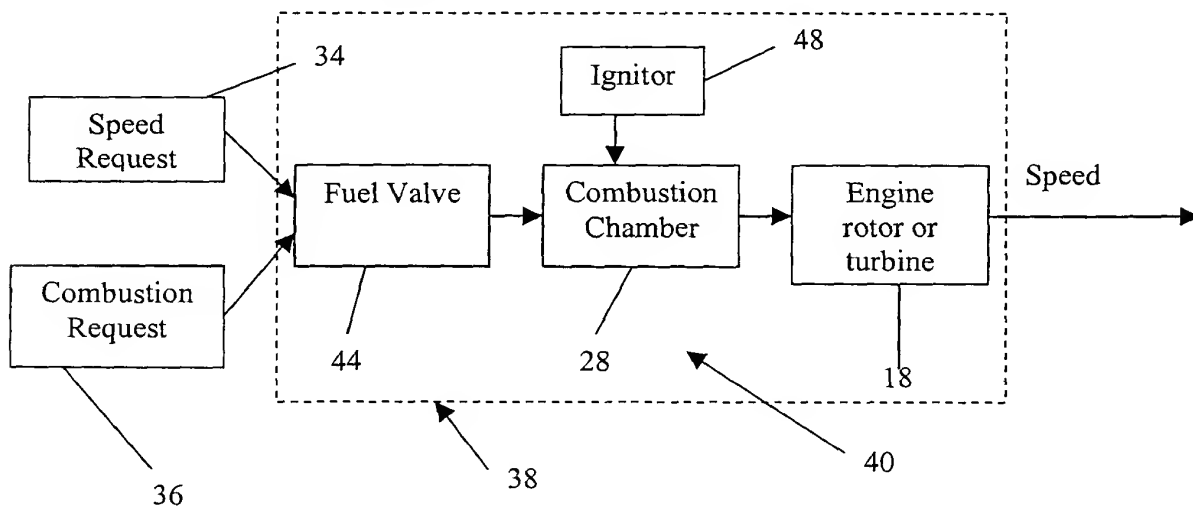 34
48
Ignitor
Speed
Request
Fuel Valve
Combustion
Chamber
Engine
rotor or
turbine
Speed
Combustion
Request
44
28
18
36
38
40